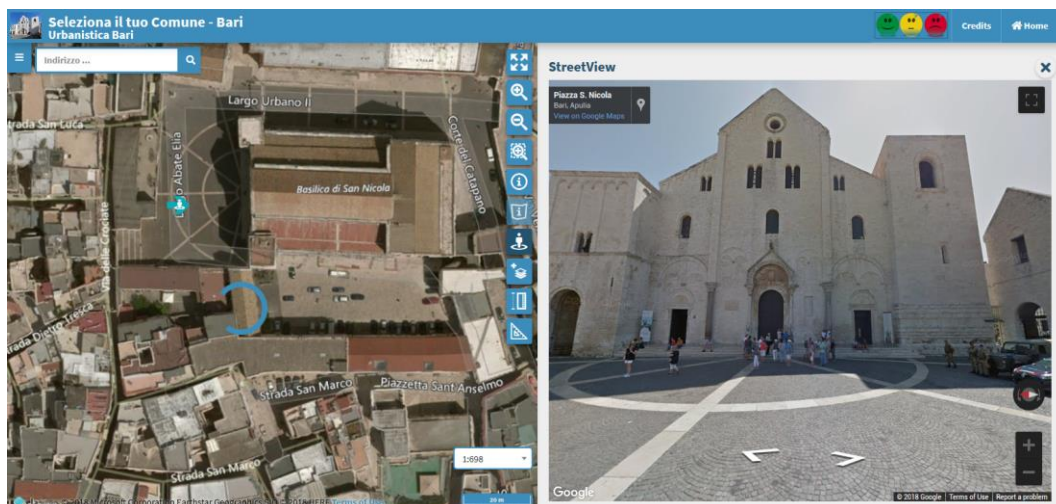 Seleziona il tuo Comune - Bari
Urbanistica Bari
Credits
Home
Indirizzo ...
StreetView
Piazza S. Nicola
Bari, Apulia
View on Google Maps
Largo Urbano II
Strada San Luca
Largo Abate Elia
Corte del Catapano
Basilica di San Nicola
Via delle Crociate
Strada Dietro Tresca
Strada San Marco
Piazzetta Sant'Anselmo
Strada San Marco
1:698
20 m
Google
© 2018 Google
Terms of Use
Report a problem